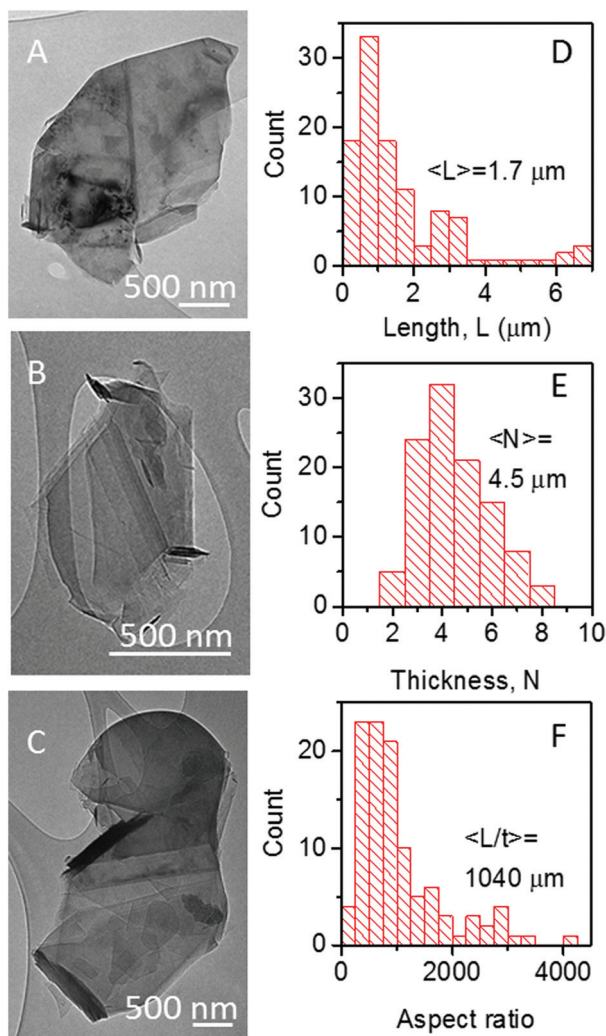 A
500 nm
B
500 nm
C
500 nm
D
Count
30
20
10
0
<L>=1.7 μm
0 2 4 6
Length, L (μm)
E
Count
30
20
10
0
<N>=
4.5 μm
0 2 4 6 8 10
Thickness, N
F
Count
20
10
0
<L/t>=
1040 μm
0 2000 4000
Aspect ratio